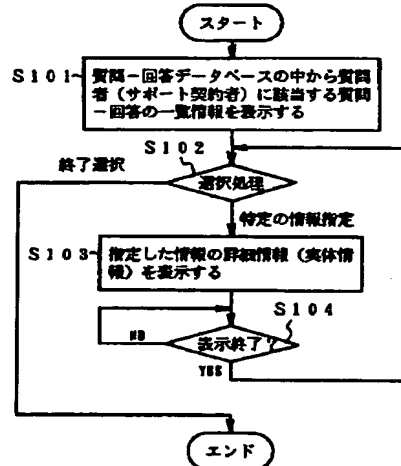 スタート
S101
質問－回答データベースの中から質問
者（サポート契約者）に該当する質問
－回答の一覧情報を表示する
S102
終了選択
選択処理
特定の情報指定
S103
指定した情報の詳細情報（実体情
報）を表示する
S104
表示終了？
NO
YES
エンド